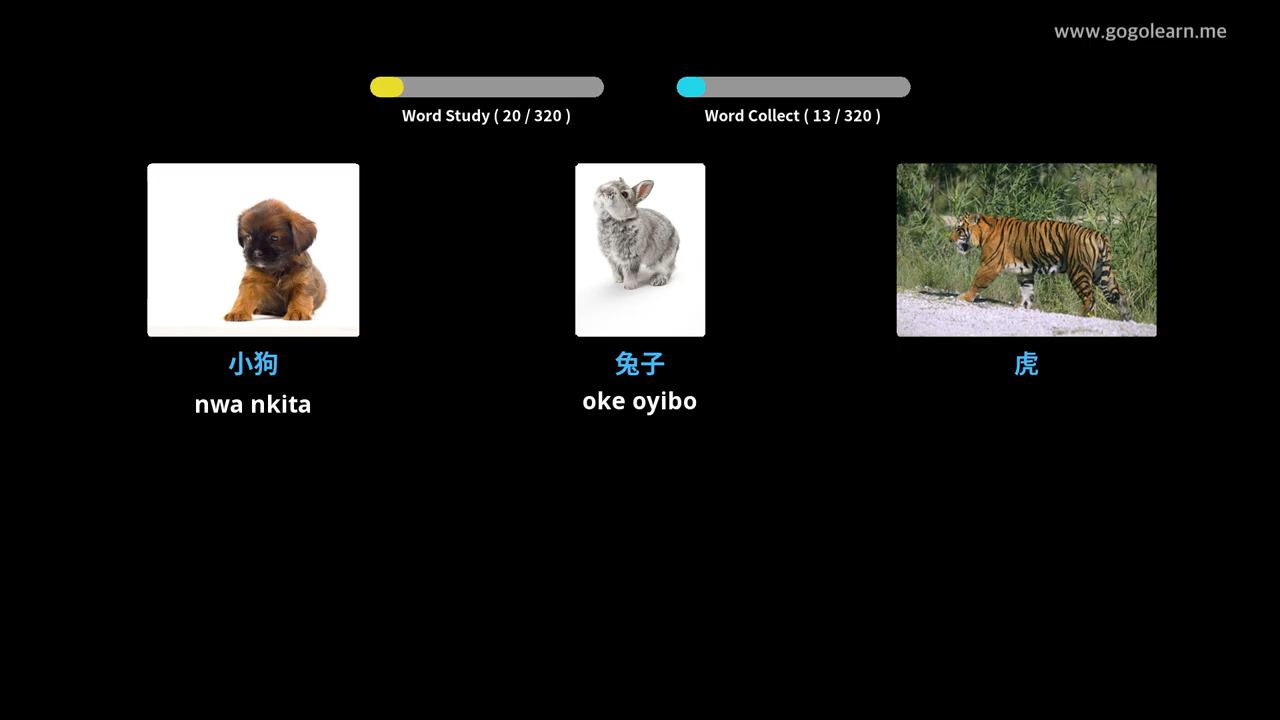 www.gogolearn.me
Word Study ( 20 / 320 )
Word Collect ( 13 / 320 )
小狗
兔子
虎
nwa nkita
oke oyibo